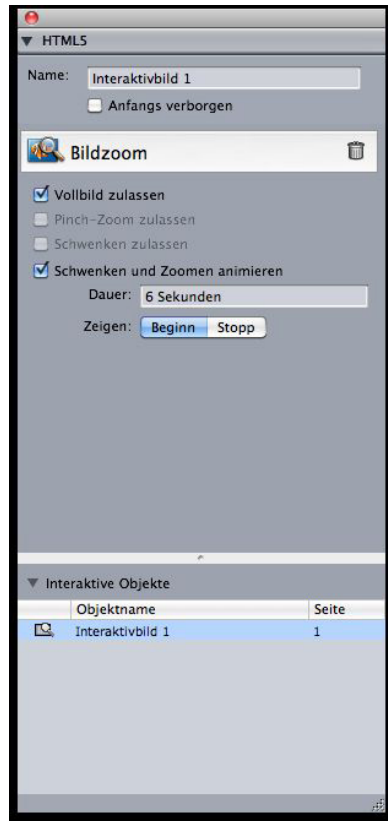 HTML5
Name: Interaktivbild 1
Anfangs verborgen
Bildzoom
Vollbild zulassen
Pinch-Zoom zulassen
Schwenken zulassen
Schwenken und Zoomen animieren
Dauer: 6 Sekunden
Zeigen: Beginn Stopp
Interaktive Objekte
Objektname Seite
Interaktivbild 1 1